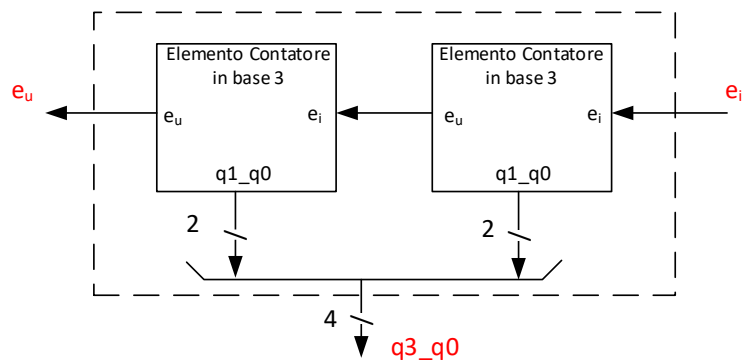 Elemento Contatore
in base 3
Elemento Contatore
in base 3
eᵤ
eᵢ
eᵤ
eᵢ
eᵤ
eᵢ
q1_q0
q1_q0
2
2
4
q3_q0